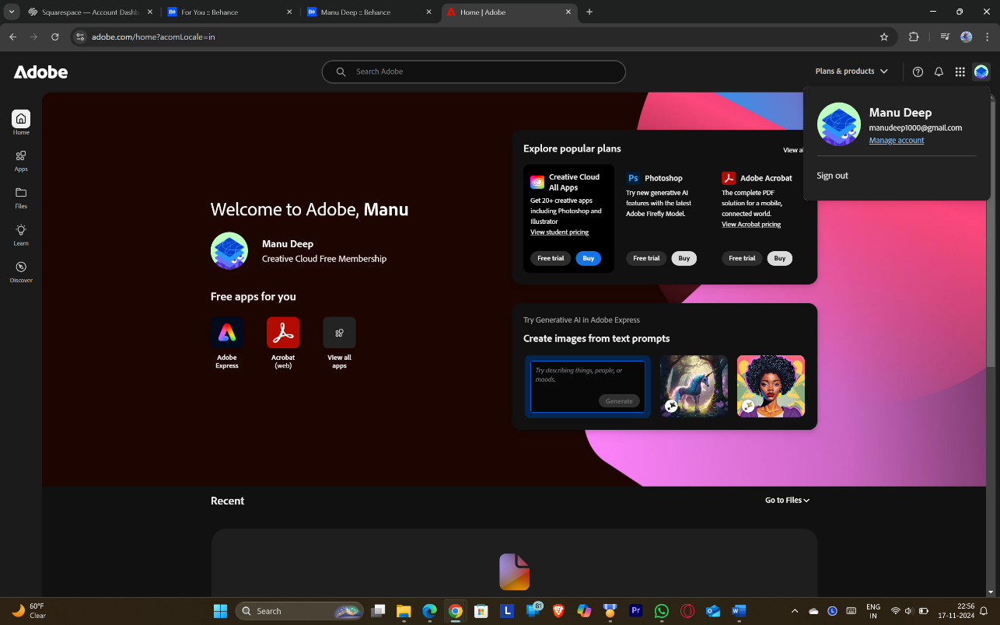 Squarespace — Account Dashb
For You :: Behance
Manu Deep :: Behance
Home | Adobe
adobe.com/home?acomLocale=in
Adobe
Search Adobe
Plans & products
Manu Deep
manudeep1000@gmail.com
Manage account
Sign out
Home
Apps
Files
Learn
Discover
Welcome to Adobe, Manu
Manu Deep
Creative Cloud Free Membership
Free apps for you
Adobe
Express
Acrobat
(web)
View all
apps
Explore popular plans
View al
Creative Cloud
All Apps
Get 20+ creative apps
including Photoshop and
Illustrator
View student pricing
Free trial
Buy
Ps
Photoshop
Try new generative AI
features with the latest
Adobe Firefly Model.
Free trial
Buy
Adobe Acrobat
The complete PDF
solution for a mobile,
connected world.
View Acrobat pricing
Free trial
Buy
Try Generative AI in Adobe Express
Create images from text prompts
Try describing things, people, or
moods.
Generate
Recent
Go to Files
60°F
Clear
Search
L
81
Pr
W
L
ENG
IN
22:56
17-11-2024